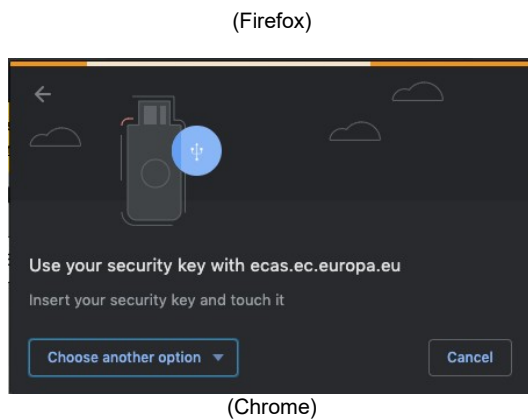 (Firefox)
Use your security key with ecas.ec.europa.eu
Insert your security key and touch it
Choose another option
Cancel
(Chrome)